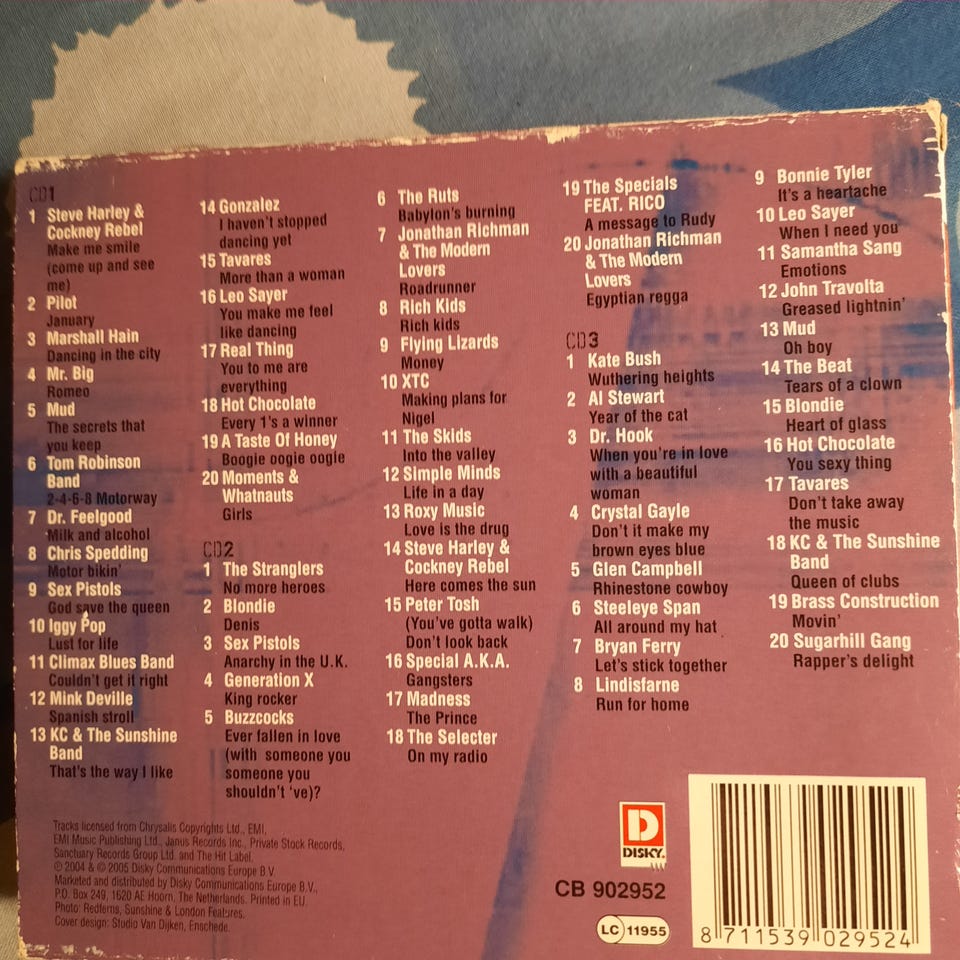 CD1
1 Steve Harley &
Cockney Rebel
Make me smile
(come up and see
me)
2 Pilot
January
3 Marshall Hain
Dancing in the city
4 Mr. Big
Romeo
5 Mud
The secrets that
you keep
6 Tom Robinson
Band
2-4-6-8 Motorway
7 Dr. Feelgood
Milk and alcohol
8 Chris Spedding
Motor bikin'
9 Sex Pistols
God save the queen
10 Iggy Pop
Lust for life
11 Climax Blues Band
Couldn't get it right
12 Mink Deville
Spanish stroll
13 KC & The Sunshine
Band
That's the way I like
14 Gonzalez
I haven't stopped
dancing yet
15 Tavares
More than a woman
16 Leo Sayer
You make me feel
like dancing
17 Real Thing
You to me are
everything
18 Hot Chocolate
Every 1's a winner
19 A Taste Of Honey
Boogie oogie oogle
20 Moments &
Whatnauts
Girls
CD2
1 The Stranglers
No more heroes
2 Blondie
Denis
3 Sex Pistols
Anarchy in the U.K.
4 Generation X
King rocker
5 Buzzcocks
Ever fallen in love
(with someone you
someone you
shouldn't 've)?
6 The Ruts
Babylon's burning
7 Jonathan Richman
& The Modern
Lovers
Roadrunner
8 Rich Kids
Rich kids
9 Flying Lizards
Money
10 XTC
Making plans for
Nigel
11 The Skids
Into the valley
12 Simple Minds
Life in a day
13 Roxy Music
Love is the drug
14 Steve Harley &
Cockney Rebel
Here comes the sun
15 Peter Tosh
(You've gotta walk)
Don't look back
16 Special A.K.A.
Gangsters
17 Madness
The Prince
18 The Selecter
On my radio
19 The Specials
FEAT. RICO
A message to Rudy
20 Jonathan Richman
& The Modern
Lovers
Egyptian regga
CD3
1 Kate Bush
Wuthering heights
2 Al Stewart
Year of the cat
3 Dr. Hook
When you're in love
with a beautiful
woman
4 Crystal Gayle
Don't it make my
brown eyes blue
5 Glen Campbell
Rhinestone cowboy
6 Steeleye Span
All around my hat
7 Bryan Ferry
Let's stick together
8 Lindisfarne
Run for home
9 Bonnie Tyler
It's a heartache
10 Leo Sayer
When I need you
11 Samantha Sang
Emotions
12 John Travolta
Greased lightnin'
13 Mud
Oh boy
14 The Beat
Tears of a clown
15 Blondie
Heart of glass
16 Hot Chocolate
You sexy thing
17 Tavares
Don't take away
the music
18 KC & The Sunshine
Band
Queen of clubs
19 Brass Construction
Movin'
20 Sugarhill Gang
Rapper's delight
Tracks licensed from Chrysalis Copyrights Ltd., EMI,
EMI Music Publishing Ltd., Janus Records Inc., Private Stock Records,
Sanctuary Records Group Ltd. and The Hit Label.
℗ 2004 & © 2005 Disky Communications Europe B.V.
Marketed and distributed by Disky Communications Europe B.V.,
P.O. Box 249, 1620 AE Hoorn, The Netherlands. Printed in EU.
Photo: Redferns, Sunshine & London Features.
Cover design: Studio Van Dijken, Enschede.
D
DISKY.
CB 902952
LC 11955
8 711539 029524